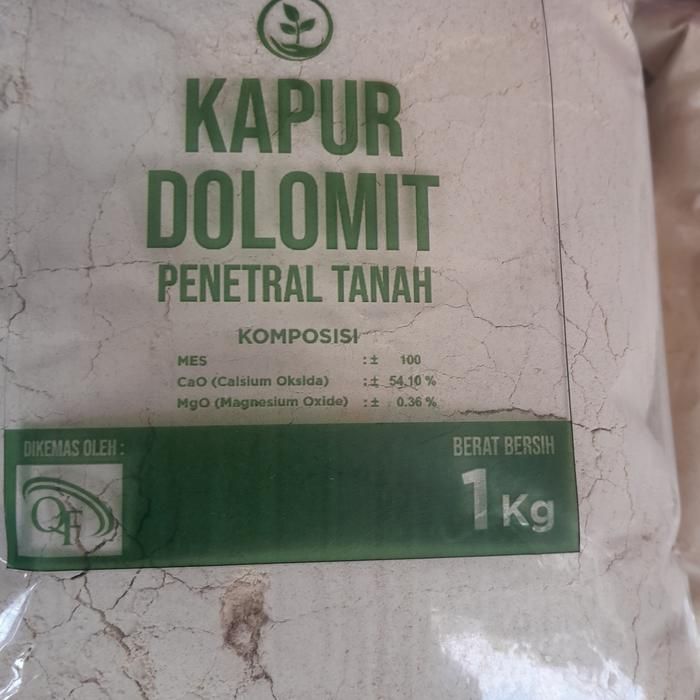 KAPUR
DOLOMIT
PENETRAL TANAH
KOMPOSISI
MES : ± 100
CaO (Calsium Oksida) : ± 54.10 %
MgO (Magnesium Oxide) : ± 0.36 %
DIKEMAS OLEH :
QF
BERAT BERSIH
1 Kg